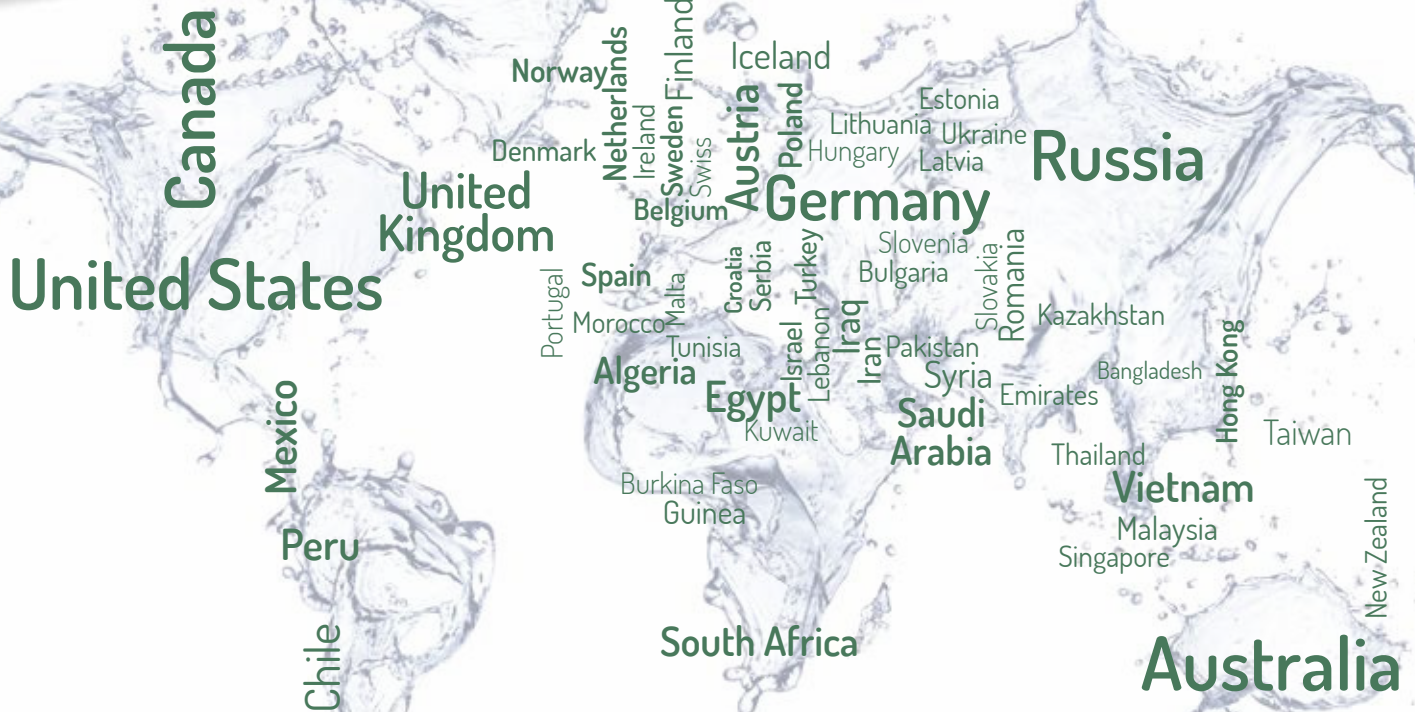 Canada
Norway
Netherlands
Finland
Iceland
Denmark
Ireland
Sweden
Swiss
Austria
Poland
Estonia
Lithuania
Ukraine
Hungary
Latvia
Russia
United
Kingdom
Belgium
Germany
United States
Portugal
Spain
Malta
Morocco
Croatia
Serbia
Turkey
Slovenia
Bulgaria
Slovakia
Romania
Kazakhstan
Tunisia
Algeria
Israel
Lebanon
Iraq
Iran
Pakistan
Syria
Egypt
Kuwait
Saudi
Arabia
Emirates
Bangladesh
Hong Kong
Taiwan
Mexico
Thailand
Vietnam
Burkina Faso
Guinea
Malaysia
Singapore
New Zealand
Peru
Chile
South Africa
Australia